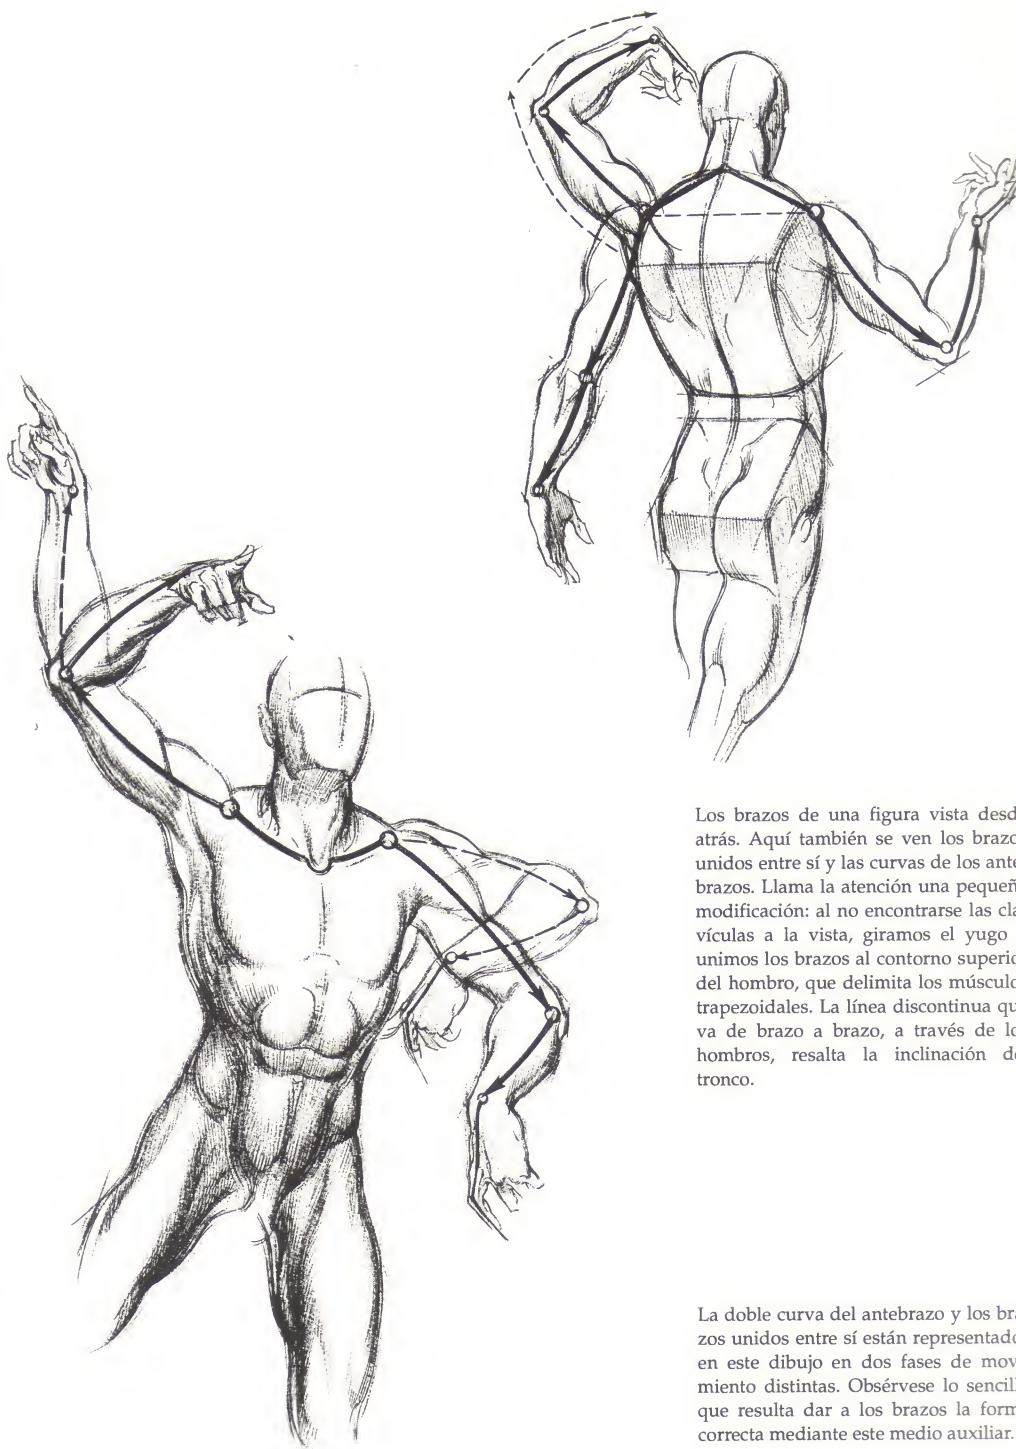 Los brazos de una figura vista desd
atrás. Aquí también se ven los brazo
unidos entre sí y las curvas de los ante
brazos. Llama la atención una pequeñ
modificación: al no encontrarse las cla
vículas a la vista, giramos el yugo
unimos los brazos al contorno superio
del hombro, que delimita los músculo
trapezoidales. La línea discontinua qu
va de brazo a brazo, a través de lo
hombros, resalta la inclinación de
tronco.
La doble curva del antebrazo y los bra
zos unidos entre sí están representado
en este dibujo en dos fases de mov
miento distintas. Obsérvese lo sencill
que resulta dar a los brazos la form
correcta mediante este medio auxiliar.